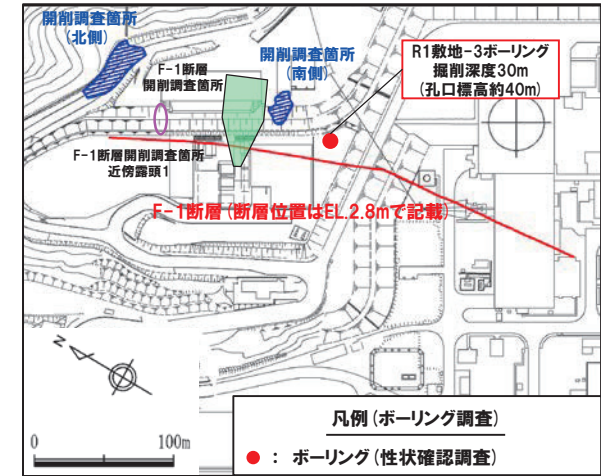 開削調査箇所
(北側)
F-1断層
開削調査箇所
開削調査箇所
(南側)
R1敷地-3ボーリング
掘削深度30m
(孔口標高約40m)
F-1断層開削調査箇所
近傍露頭1
F-1断層(断層位置はEL.2.8mで記載)
N
0 100m
凡例(ボーリング調査)
● : ボーリング(性状確認調査)